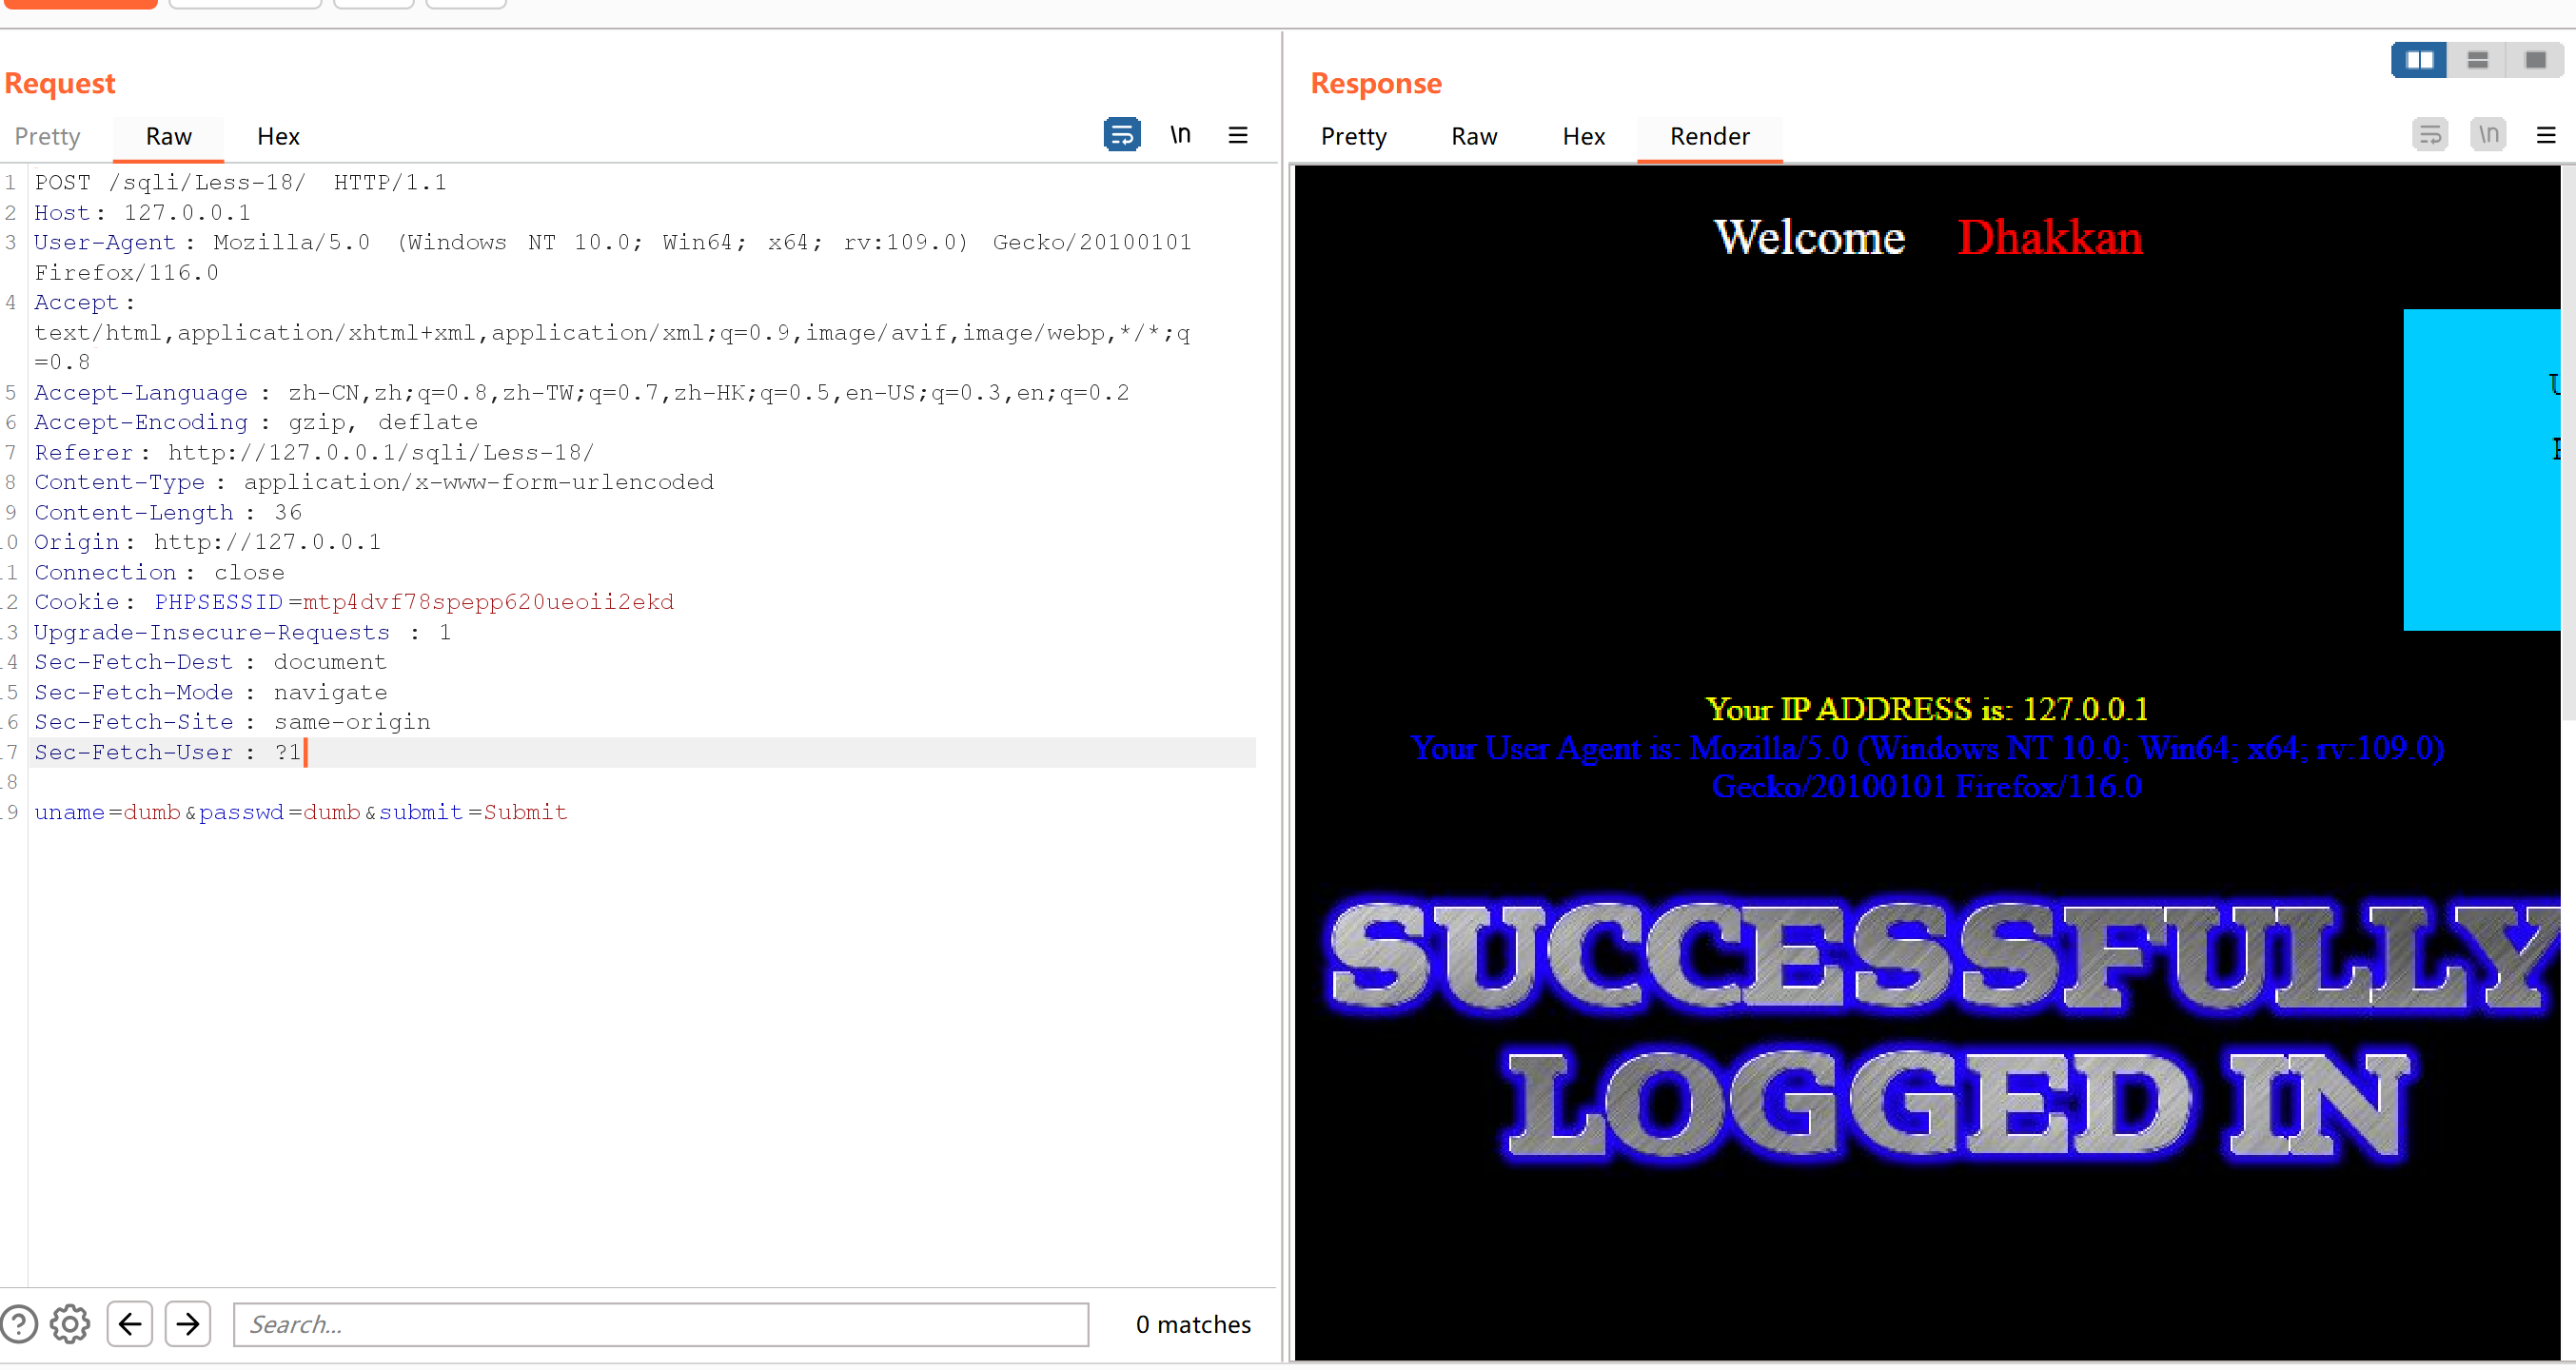 Request
Pretty Raw Hex \n
1 POST /sqli/Less-18/ HTTP/1.1
2 Host: 127.0.0.1
3 User-Agent: Mozilla/5.0 (Windows NT 10.0; Win64; x64; rv:109.0) Gecko/20100101
Firefox/116.0
4 Accept:
text/html,application/xhtml+xml,application/xml;q=0.9,image/avif,image/webp,*/*;q
=0.8
5 Accept-Language: zh-CN,zh;q=0.8,zh-TW;q=0.7,zh-HK;q=0.5,en-US;q=0.3,en;q=0.2
6 Accept-Encoding: gzip, deflate
7 Referer: http://127.0.0.1/sqli/Less-18/
8 Content-Type: application/x-www-form-urlencoded
9 Content-Length: 36
10 Origin: http://127.0.0.1
11 Connection: close
12 Cookie: PHPSESSID=mtp4dvf78spepp620ueoii2ekd
13 Upgrade-Insecure-Requests: 1
14 Sec-Fetch-Dest: document
15 Sec-Fetch-Mode: navigate
16 Sec-Fetch-Site: same-origin
17 Sec-Fetch-User: ?1
18
19 uname=dumb&passwd=dumb&submit=Submit
Search...
0 matches
Response
Pretty Raw Hex Render \n
Welcome Dhakkan
Your IP ADDRESS is: 127.0.0.1
Your User Agent is: Mozilla/5.0 (Windows NT 10.0; Win64; x64; rv:109.0)
Gecko/20100101 Firefox/116.0
SUCCESSFULLY
LOGGED IN